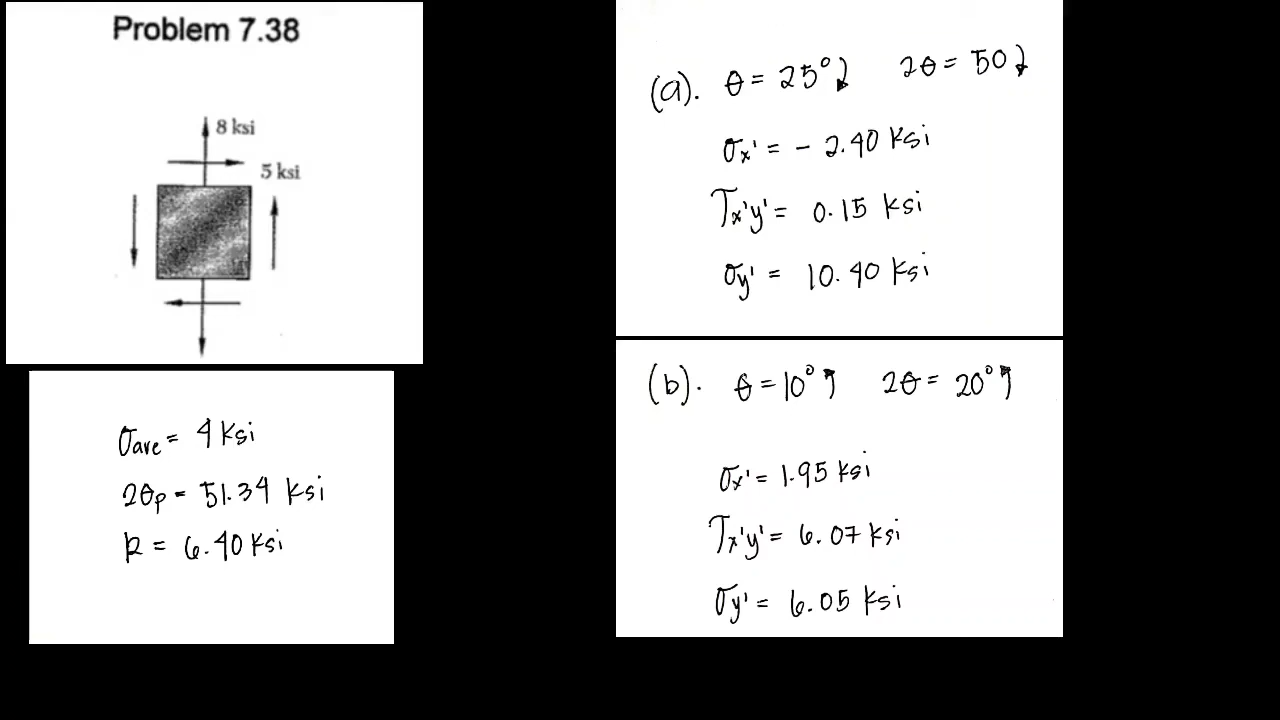 Problem 7.38
8 ksi
5 ksi
σave = 4 ksi
2θp = 51.34 ksi
R = 6.40 ksi
(a). θ = 25° ↻ 2θ = 50 ↻
σx' = - 2.40 ksi
τx'y' = 0.15 ksi
σy' = 10.40 ksi
(b). θ = 10° ↺ 2θ = 20° ↺
σx' = 1.95 ksi
τx'y' = 6.07 ksi
σy' = 6.05 ksi